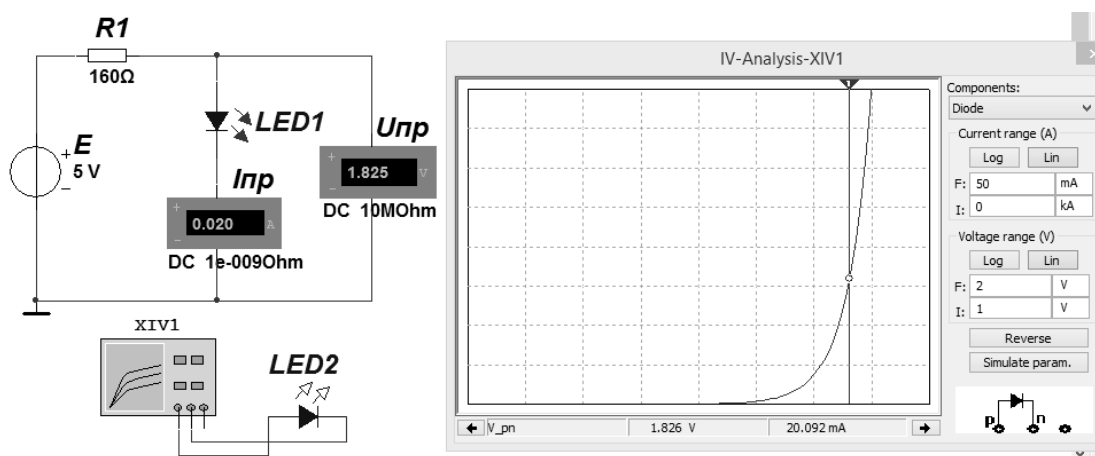 R1
160Ω
E
+
5 V
−
LED1
Iпр
+
0.020 A
−
DC 1e-009Ohm
Uпр
+
1.825 V
−
DC 10MOhm
XIV1
LED2
IV-Analysis-XIV1
1
V_pn 1.826 V 20.092 mA
Components:
Diode
Current range (A)
Log Lin
F: 50 mA
I: 0 kA
Voltage range (V)
Log Lin
F: 2 V
I: 1 V
Reverse
Simulate param.
p n